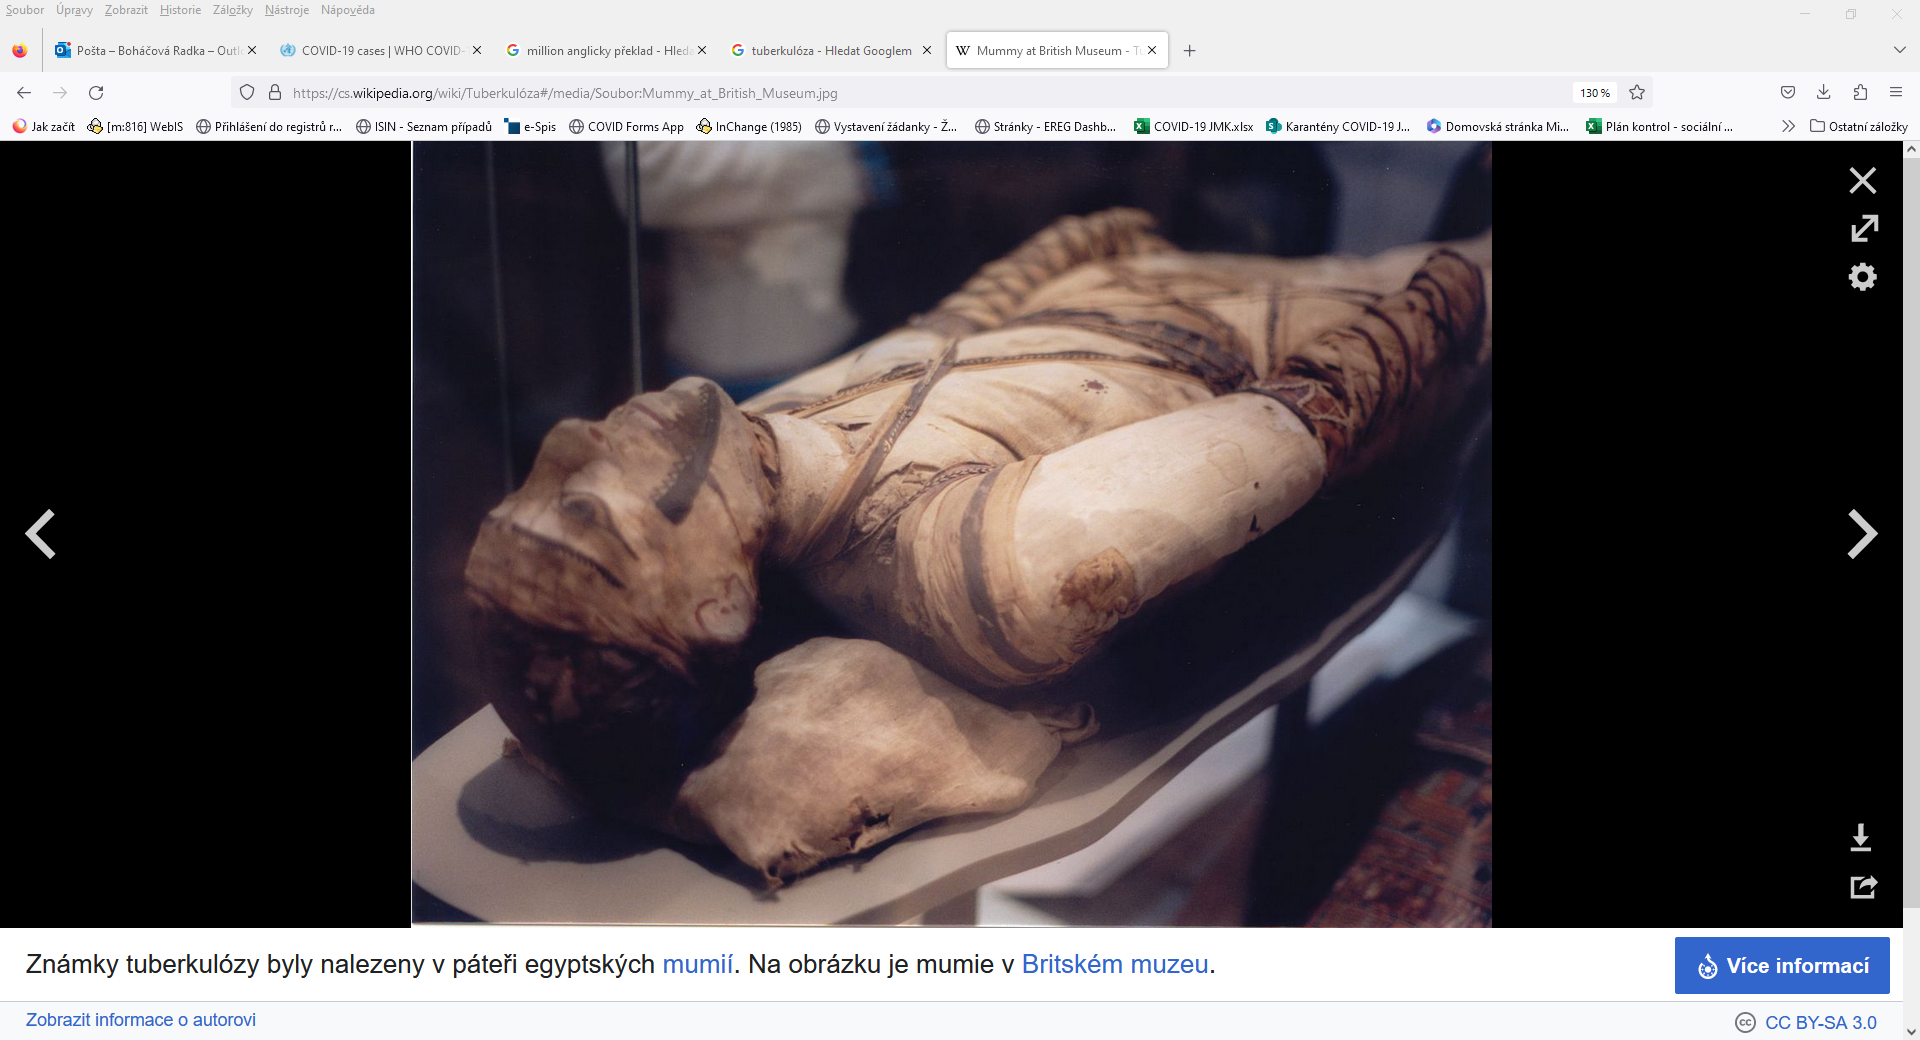 Soubor Úpravy Zobrazit Historie Záložky Nástroje Nápověda
Pošta – Boháčová Radka – Outl
COVID-19 cases | WHO COVID-
million anglicky překlad - Hleda
tuberkulóza - Hledat Googlem
Mummy at British Museum - Tu
https://cs.wikipedia.org/wiki/Tuberkulóza#/media/Soubor:Mummy_at_British_Museum.jpg
130 %
Jak začít
[m:816] WebIS
Přihlášení do registrů r...
ISIN - Seznam případů
e-Spis
COVID Forms App
InChange (1985)
Vystavení žádanky - Ž...
Stránky - EREG Dashb...
COVID-19 JMK.xlsx
Karantény COVID-19 J...
Domovská stránka Mi...
Plán kontrol - sociální ...
Ostatní záložky
Známky tuberkulózy byly nalezeny v páteři egyptských mumií. Na obrázku je mumie v Britském muzeu.
Více informací
Zobrazit informace o autorovi
CC BY-SA 3.0